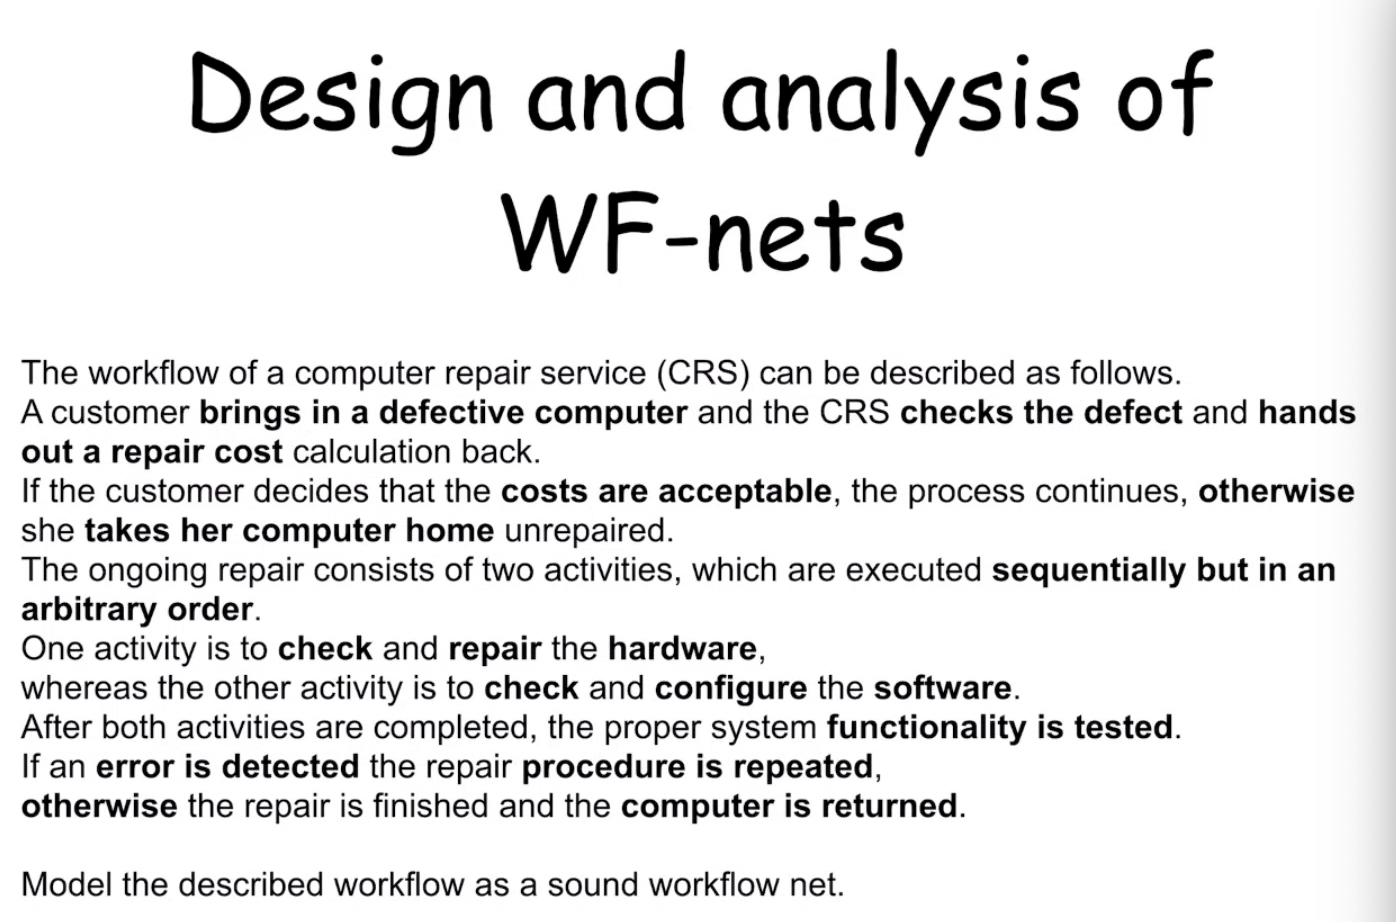 Design and analysis of
WF-nets
The workflow of a computer repair service (CRS) can be described as follows.
A customer brings in a defective computer and the CRS checks the defect and hands
out a repair cost calculation back.
If the customer decides that the costs are acceptable, the process continues, otherwise
she takes her computer home unrepaired.
The ongoing repair consists of two activities, which are executed sequentially but in an
arbitrary order.
One activity is to check and repair the hardware,
whereas the other activity is to check and configure the software.
After both activities are completed, the proper system functionality is tested.
If an error is detected the repair procedure is repeated,
otherwise the repair is finished and the computer is returned.
Model the described workflow as a sound workflow net.